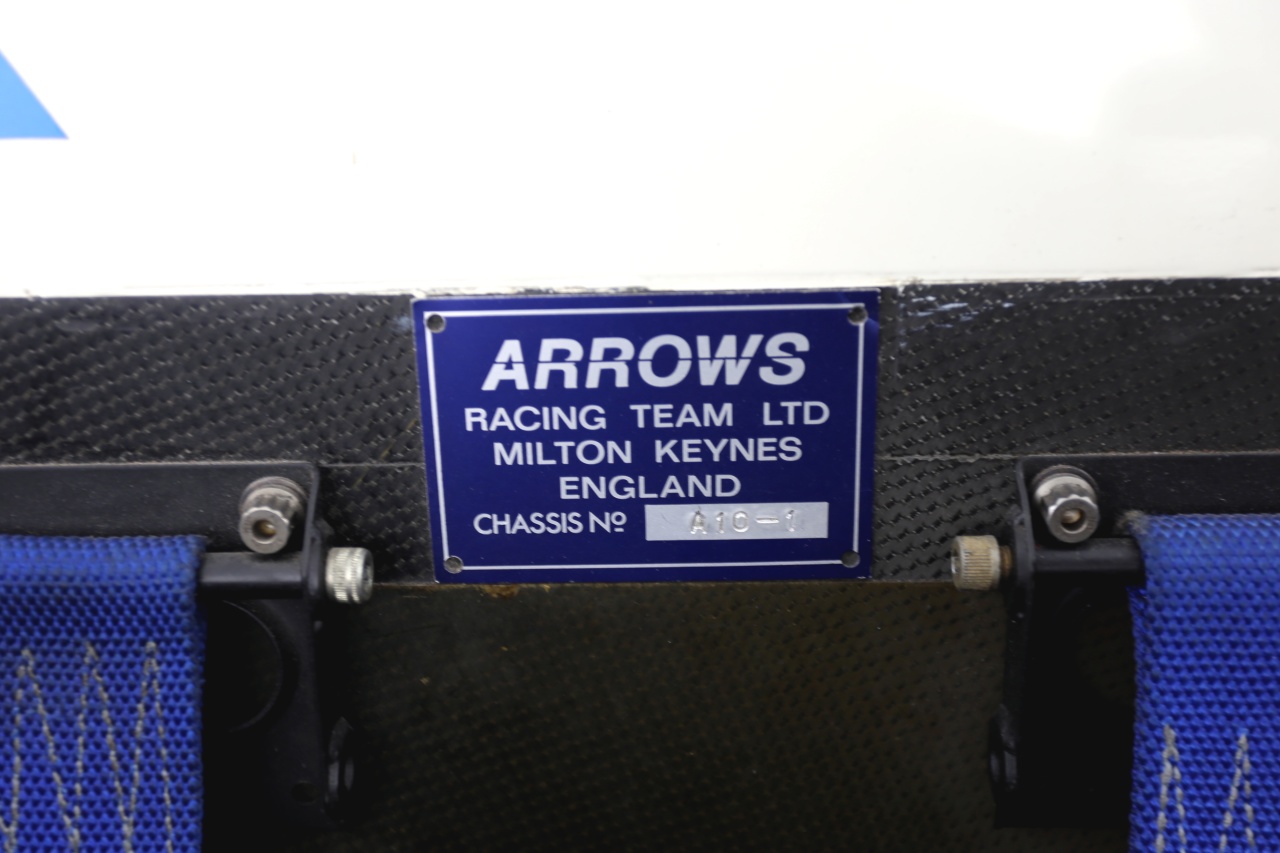 ARROWS
RACING TEAM LTD
MILTON KEYNES
ENGLAND
CHASSIS Nº A10-1